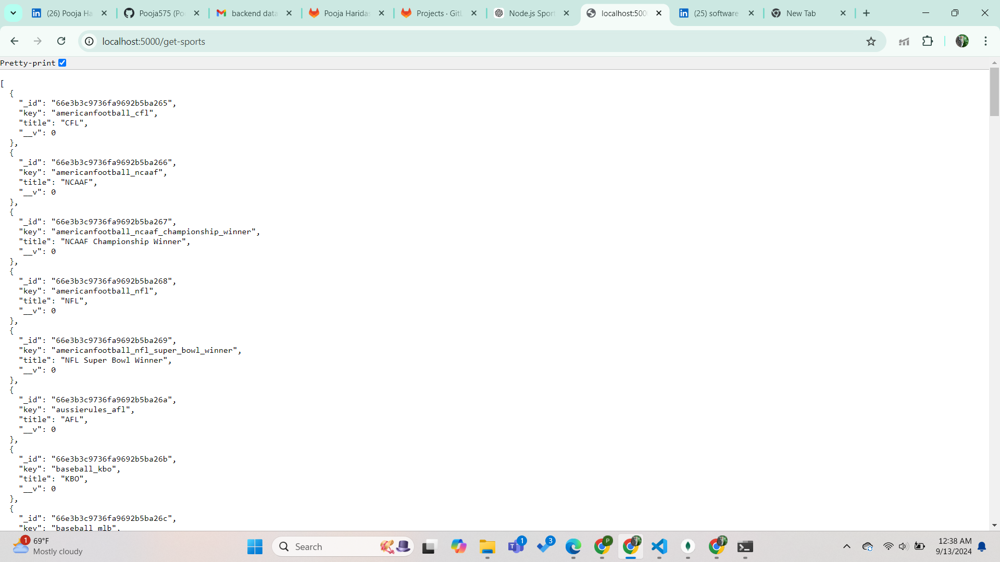 (26) Pooja Ha
Pooja575 (Po
backend data
Pooja Haridas
Projects · GitL
Node.js Sport
localhost:5000
(25) software
New Tab
localhost:5000/get-sports
Pretty-print
[
{
"_id": "66e3b3c9736fa9692b5ba265",
"key": "americanfootball_cfl",
"title": "CFL",
"__v": 0
},
{
"_id": "66e3b3c9736fa9692b5ba266",
"key": "americanfootball_ncaaf",
"title": "NCAAF",
"__v": 0
},
{
"_id": "66e3b3c9736fa9692b5ba267",
"key": "americanfootball_ncaaf_championship_winner",
"title": "NCAAF Championship Winner",
"__v": 0
},
{
"_id": "66e3b3c9736fa9692b5ba268",
"key": "americanfootball_nfl",
"title": "NFL",
"__v": 0
},
{
"_id": "66e3b3c9736fa9692b5ba269",
"key": "americanfootball_nfl_super_bowl_winner",
"title": "NFL Super Bowl Winner",
"__v": 0
},
{
"_id": "66e3b3c9736fa9692b5ba26a",
"key": "aussierules_afl",
"title": "AFL",
"__v": 0
},
{
"_id": "66e3b3c9736fa9692b5ba26b",
"key": "baseball_kbo",
"title": "KBO",
"__v": 0
},
{
"_id": "66e3b3c9736fa9692b5ba26c",
"key": "baseball_mlb",
1
69°F
Mostly cloudy
Search
1
3
P
12:38 AM
9/13/2024